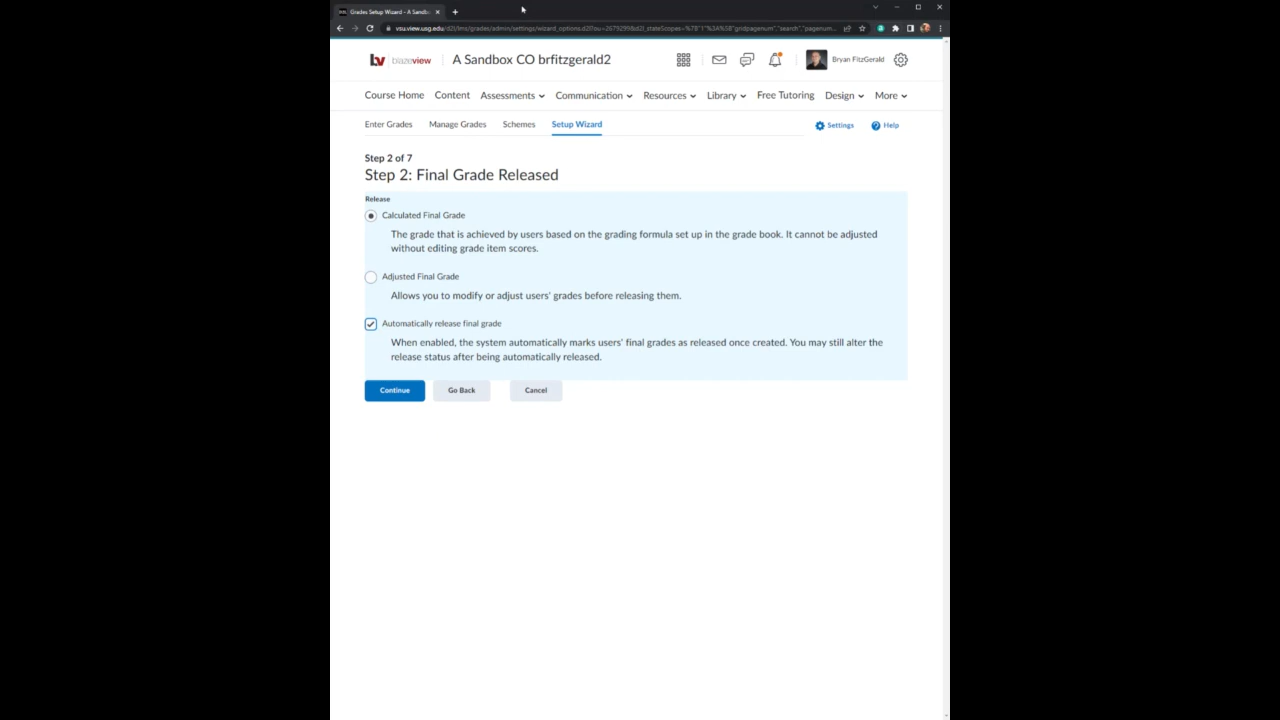 Grades Setup Wizard - A Sandbo
blazeview
A Sandbox CO brfitzgerald2
Bryan FitzGerald
Course Home Content Assessments Communication Resources Library Free Tutoring Design More
Enter Grades Manage Grades Schemes Setup Wizard Settings Help
Step 2 of 7
Step 2: Final Grade Released
Release
Calculated Final Grade
The grade that is achieved by users based on the grading formula set up in the grade book. It cannot be adjusted
without editing grade item scores.
Adjusted Final Grade
Allows you to modify or adjust users' grades before releasing them.
Automatically release final grade
When enabled, the system automatically marks users' final grades as released once created. You may still alter the
release status after being automatically released.
Continue Go Back Cancel